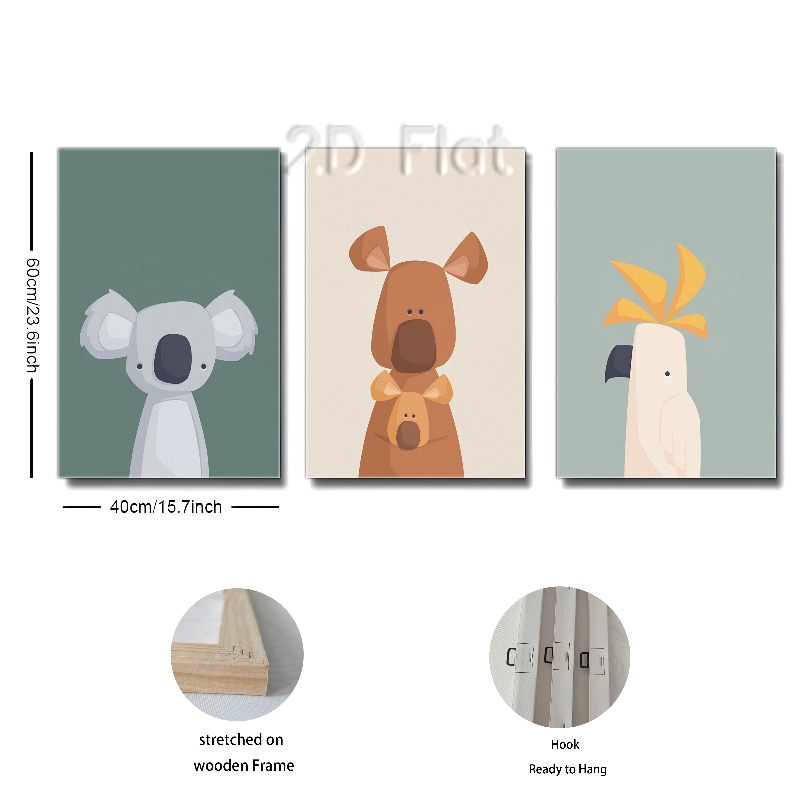 2D Flat
60cm/23.6inch
40cm/15.7inch
stretched on
wooden Frame
Hook
Ready to Hang